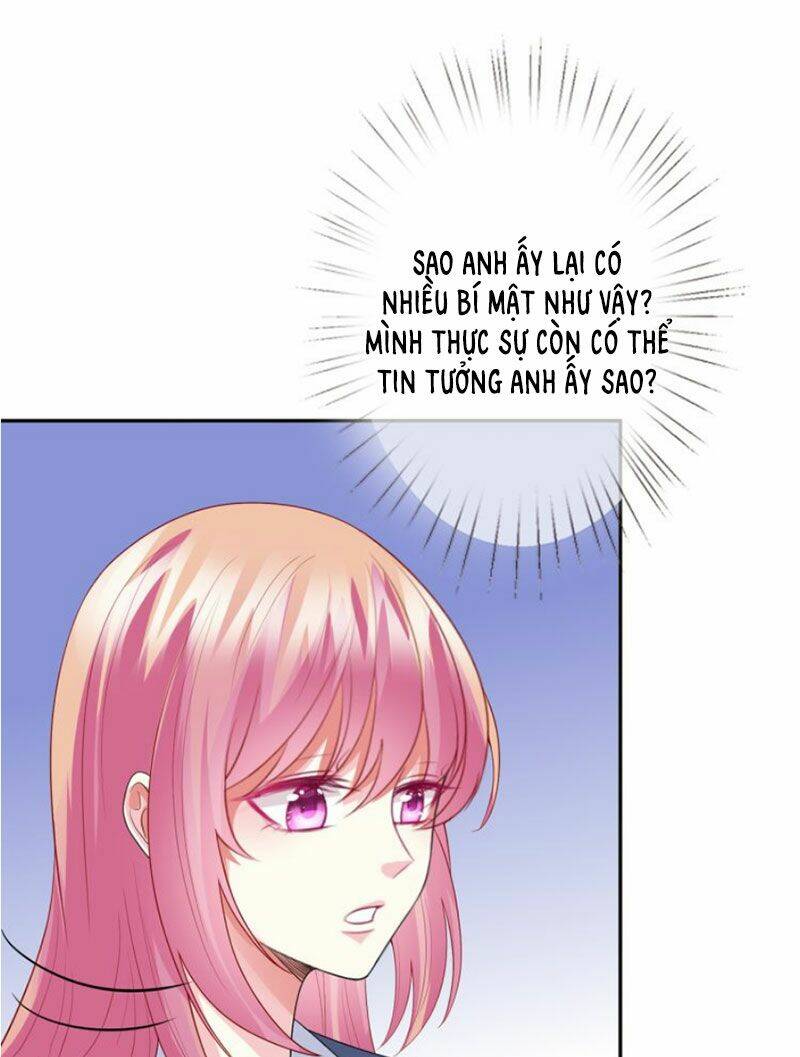 SAO ANH ẤY LẠI CÓ
NHIỀU BÍ MẬT NHƯ VẬY?
MÌNH THỰC SỰ CÒN CÓ THỂ
TIN TƯỞNG ANH ẤY SAO?